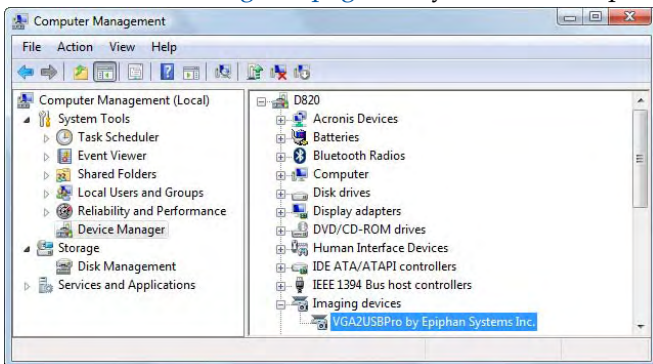 Computer Management
File Action View Help
Computer Management (Local)
System Tools
Task Scheduler
Event Viewer
Shared Folders
Local Users and Groups
Reliability and Performance
Device Manager
Storage
Disk Management
Services and Applications
D820
Acronis Devices
Batteries
Bluetooth Radios
Computer
Disk drives
Display adapters
DVD/CD-ROM drives
Human Interface Devices
IDE ATA/ATAPI controllers
IEEE 1394 Bus host controllers
Imaging devices
VGA2USBPro by Epiphan Systems Inc.